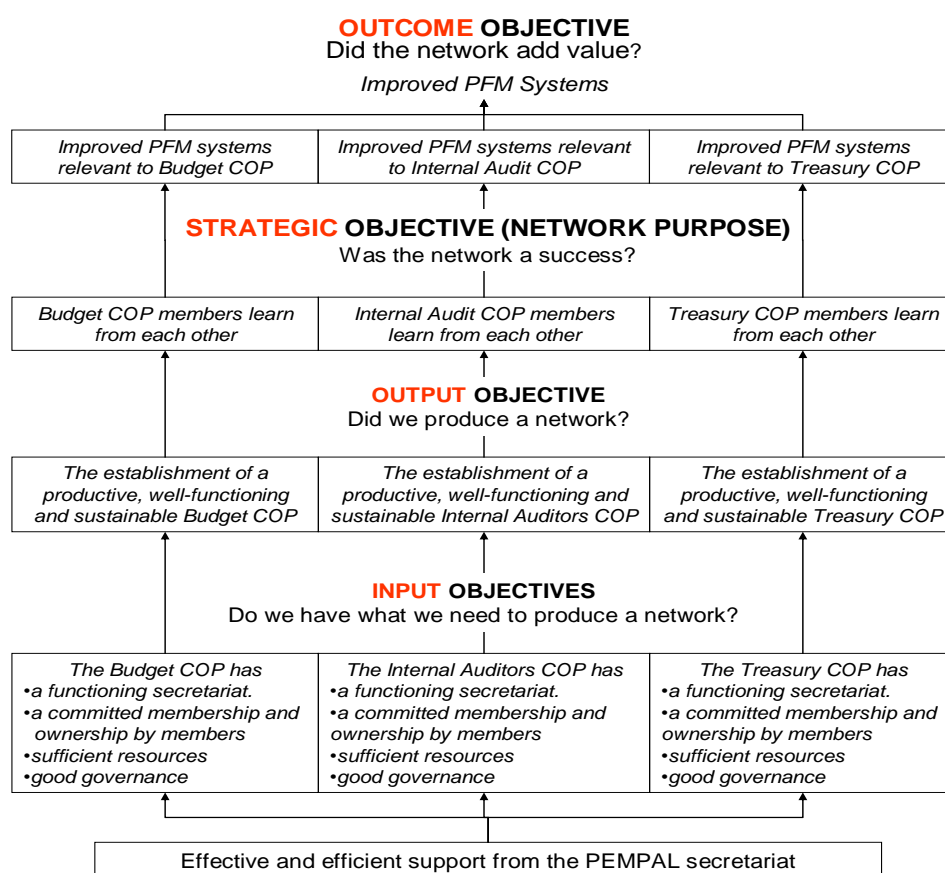 OUTCOME OBJECTIVE
Did the network add value?
Improved PFM Systems
Improved PFM systems
relevant to Budget COP
Improved PFM systems relevant
to Internal Audit COP
Improved PFM systems
relevant to Treasury COP
STRATEGIC OBJECTIVE (NETWORK PURPOSE)
Was the network a success?
Budget COP members learn
from each other
Internal Audit COP members
learn from each other
Treasury COP members learn
from each other
OUTPUT OBJECTIVE
Did we produce a network?
The establishment of a
productive, well-functioning
and sustainable Budget COP
The establishment of a
productive, well-functioning and
sustainable Internal Auditors COP
The establishment of a
productive, well-functioning
and sustainable Treasury COP
INPUT OBJECTIVES
Do we have what we need to produce a network?
The Budget COP has
•a functioning secretariat.
•a committed membership and
ownership by members
•sufficient resources
•good governance
The Internal Auditors COP has
•a functioning secretariat.
•a committed membership and
ownership by members
•sufficient resources
•good governance
The Treasury COP has
•a functioning secretariat.
•a committed membership and
ownership by members
•sufficient resources
•good governance
Effective and efficient support from the PEMPAL secretariat